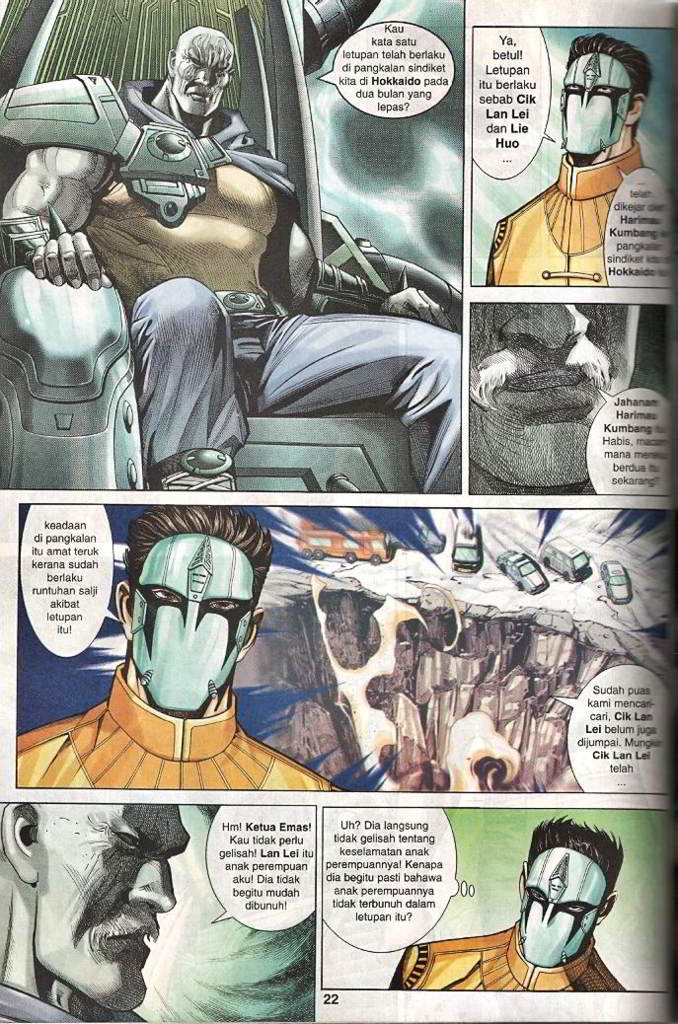 Kau
kata satu
letupan telah berlaku
di pangkalan sindiket
kita di Hokkaido pada
dua bulan yang
lepas?
Ya,
betul!
Letupan
itu berlaku
sebab Cik
Lan Lei
dan Lie
Huo
...
... telah
dikejar oleh
Harimau
Kumbang
pangkalan
sindiket kita
Hokkaido
Jahanam
Harimau
Kumbang
Habis, macam
mana mereka
berdua itu
sekarang?
keadaan
di pangkalan
itu amat teruk
kerana sudah
berlaku
runtuhan salji
akibat
letupan
itu!
Sudah puas
kami mencari-
cari, Cik Lan
Lei belum juga
dijumpai. Mungkin
Cik Lan Lei
telah
...
Hm! Ketua Emas!
Kau tidak perlu
gelisah! Lan Lei itu
anak perempuan
aku! Dia tidak
begitu mudah
dibunuh!
Uh? Dia langsung
tidak gelisah tentang
keselamatan anak
perempuannya! Kenapa
dia begitu pasti bahawa
anak perempuannya
tidak terbunuh dalam
letupan itu?
22